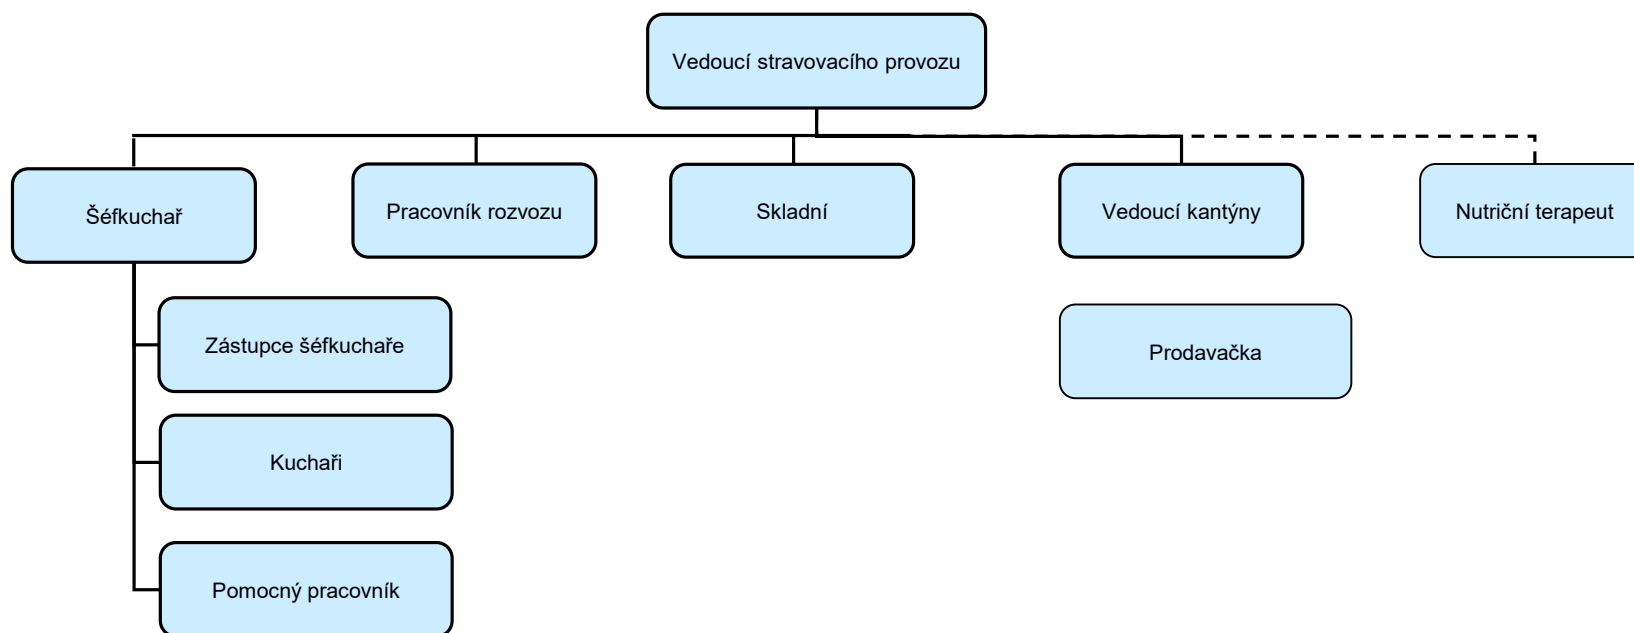 Vedoucí stravovacího provozu
Šéfkuchař
Pracovník rozvozu
Skladní
Vedoucí kantýny
Nutriční terapeut
Zástupce šéfkuchaře
Prodavačka
Kuchaři
Pomocný pracovník